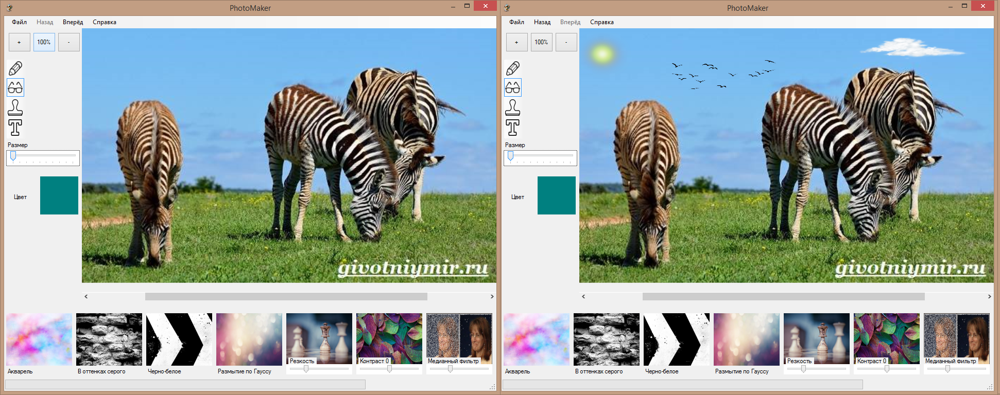 PhotoMaker
Файл Назад Вперёд Справка
+ 100% -
Размер
Цвет
givotniymir.ru
Резкость Контраст 0 Медианный фильтр
Акварель В оттенках серого Черно-белое Размытие по Гауссу
PhotoMaker
Файл Назад Вперёд Справка
+ 100% -
Размер
Цвет
givotniymir.ru
Резкость Контраст 0 Медианный фильтр
Акварель В оттенках серого Черно-белое Размытие по Гауссу